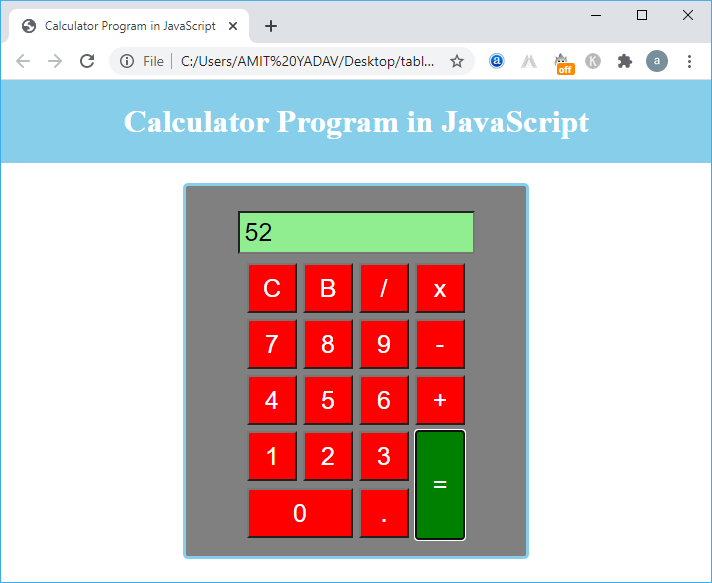 Calculator Program in JavaScript
File C:/Users/AMIT%20YADAV/Desktop/tabl...
a
off
K
a
Calculator Program in JavaScript
52
C B / x
7 8 9 -
4 5 6 +
1 2 3 =
0 .